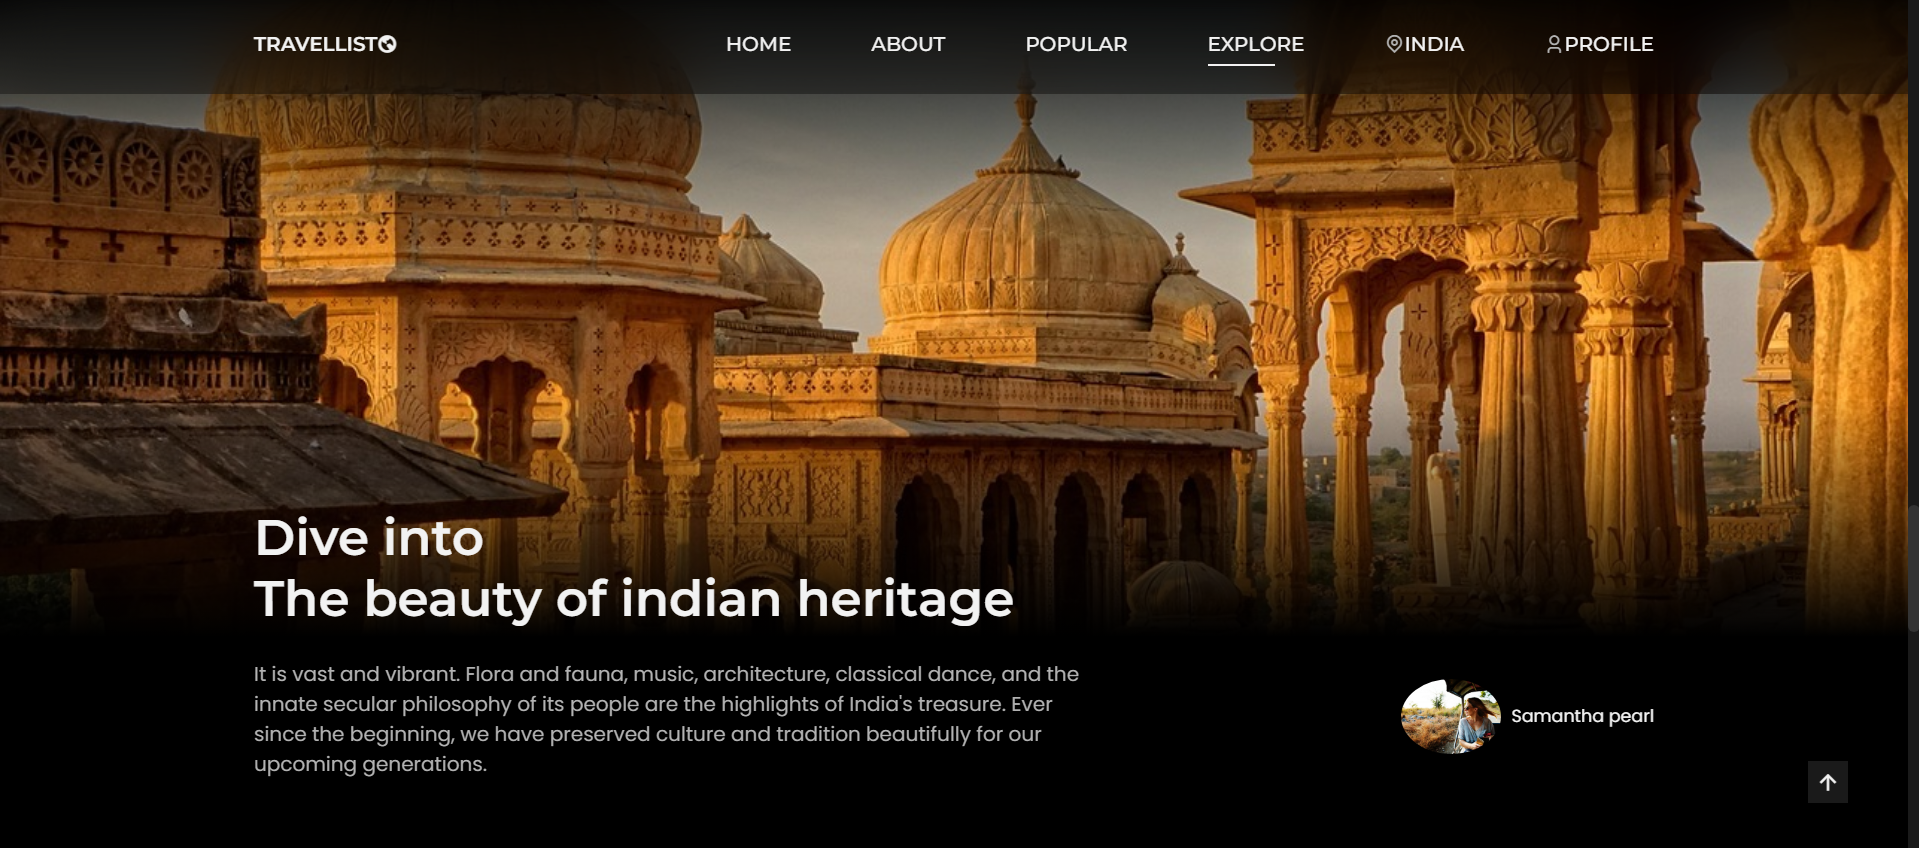 TRAVELLIST
HOME
ABOUT
POPULAR
EXPLORE
INDIA
PROFILE
Dive into
The beauty of indian heritage
It is vast and vibrant. Flora and fauna, music, architecture, classical dance, and the
innate secular philosophy of its people are the highlights of India's treasure. Ever
since the beginning, we have preserved culture and tradition beautifully for our
upcoming generations.
Samantha pearl